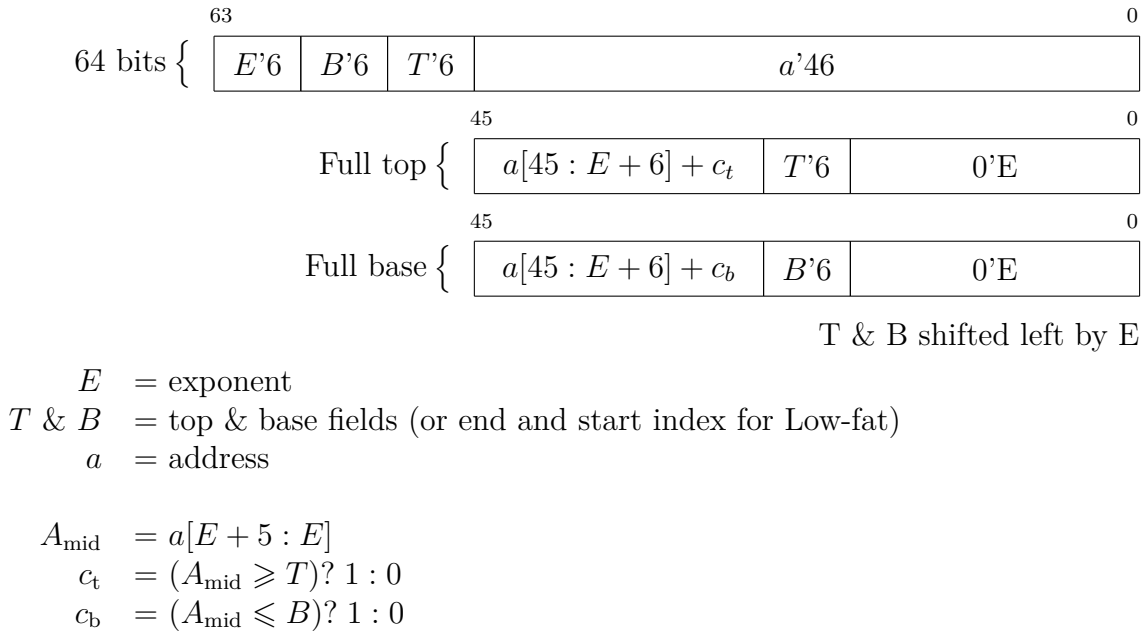 63 0
64 bits { E’6 B’6 T’6 a’46
45 0
Full top { a[45 : E + 6] + cₜ T’6 0’E
45 0
Full base { a[45 : E + 6] + c_b B’6 0’E
T & B shifted left by E
E = exponent
T & B = top & base fields (or end and start index for Low-fat)
a = address
A_mid = a[E + 5 : E]
c_t = (A_mid ⩾ T)? 1 : 0
c_b = (A_mid ⩽ B)? 1 : 0